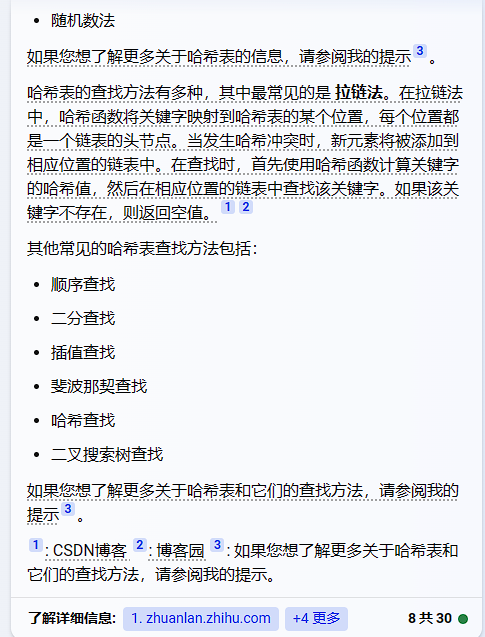 • 随机数法
如果您想了解更多关于哈希表的信息，请参阅我的提示 3 。
哈希表的查找方法有多种，其中最常见的是 拉链法。在拉链法
中，哈希函数将关键字映射到哈希表的某个位置，每个位置都
是一个链表的头节点。当发生哈希冲突时，新元素将被添加到
相应位置的链表中。在查找时，首先使用哈希函数计算关键字
的哈希值，然后在相应位置的链表中查找该关键字。如果该关
键字不存在，则返回空值。 1 2
其他常见的哈希表查找方法包括：
• 顺序查找
• 二分查找
• 插值查找
• 斐波那契查找
• 哈希查找
• 二叉搜索树查找
如果您想了解更多关于哈希表和它们的查找方法，请参阅我的
提示 3 。
1 : CSDN博客 2 : 博客园 3 : 如果您想了解更多关于哈希表和
它们的查找方法，请参阅我的提示。
了解详细信息: 1. zhuanlan.zhihu.com +4 更多 8 共 30